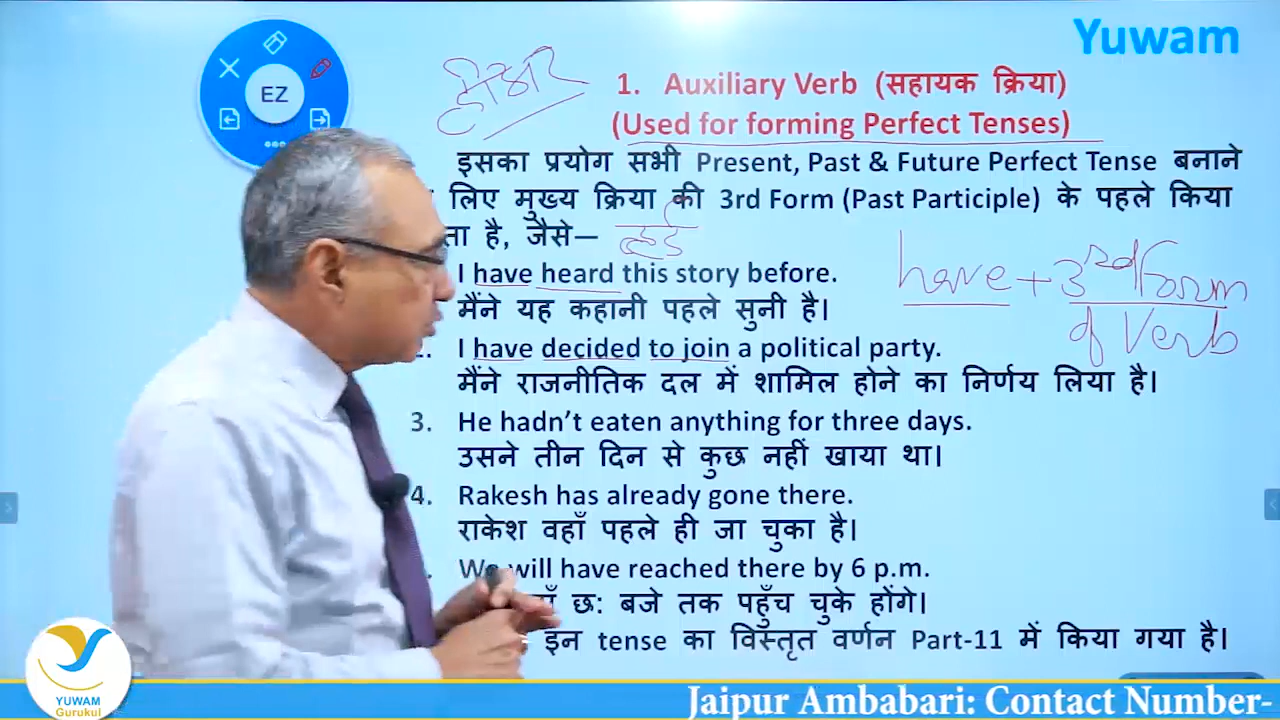 Yuwam
EZ
1. Auxiliary Verb (सहायक क्रिया)
(Used for forming Perfect Tenses)
इसका प्रयोग सभी Present, Past & Future Perfect Tense बनाने
लिए मुख्य क्रिया की 3rd Form (Past Participle) के पहले किया
ता है, जैसे—
हर्ड
I have heard this story before.
have + 3rd form
of Verb
मैंने यह कहानी पहले सुनी है।
I have decided to join a political party.
मैंने राजनीतिक दल में शामिल होने का निर्णय लिया है।
3. He hadn't eaten anything for three days.
उसने तीन दिन से कुछ नहीं खाया था।
4. Rakesh has already gone there.
राकेश वहाँ पहले ही जा चुका है।
We will have reached there by 6 p.m.
छ: बजे तक पहुँच चुके होंगे।
इन tense का विस्तृत वर्णन Part-11 में किया गया है।
YUWAM
Gurukul
Jaipur Ambabari: Contact Number-